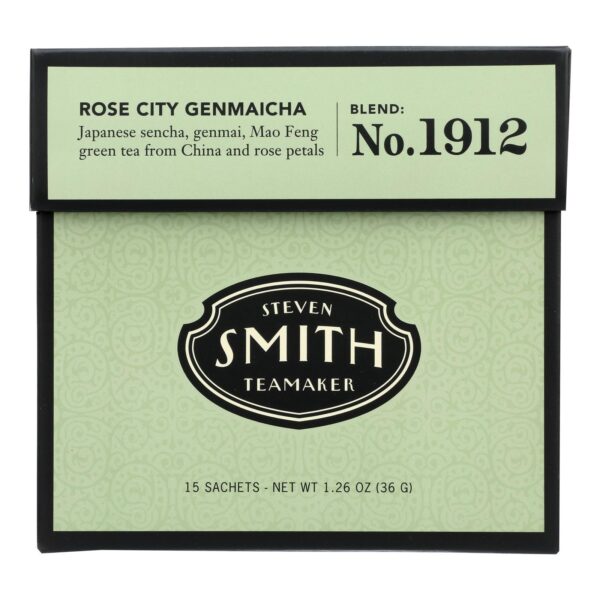 ROSE CITY GENMAICHA
Japanese sencha, genmai, Mao Feng
green tea from China and rose petals
BLEND:
No.1912
STEVEN
SMITH
TEAMAKER
15 SACHETS - NET WT 1.26 OZ (36 G)